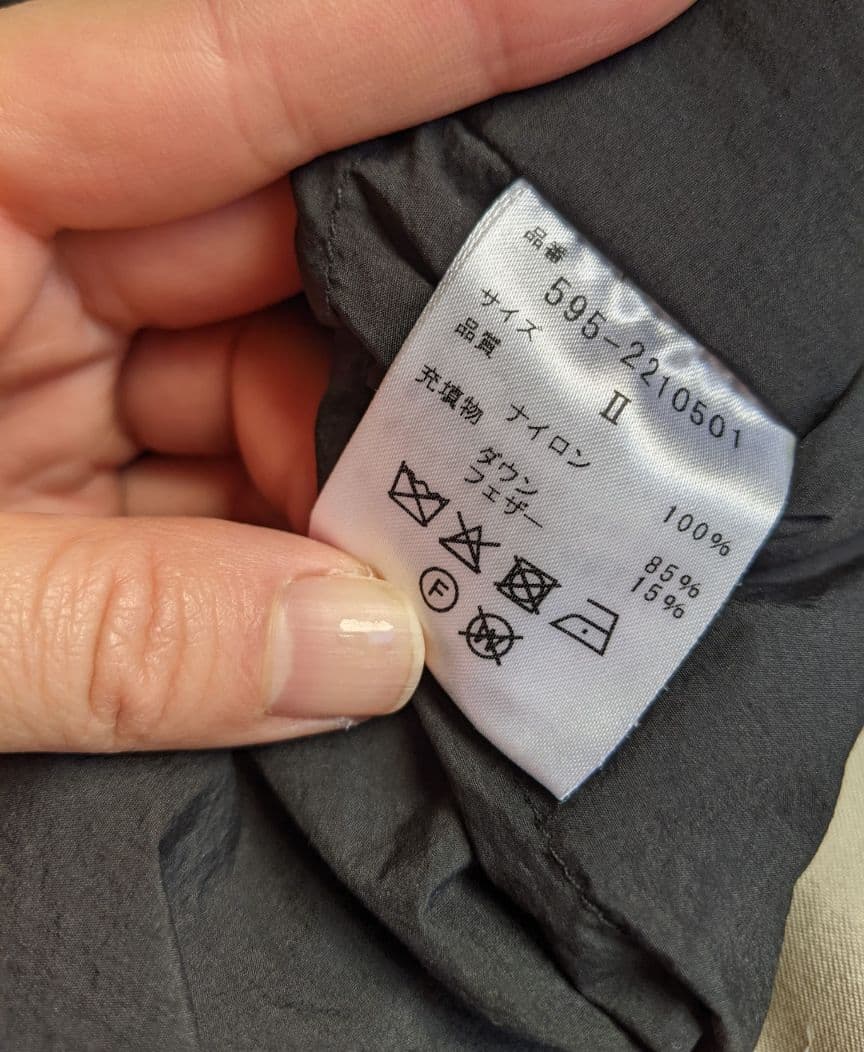 品番 595-2210501
サイズ II
品質 ナイロン 100%
充填物 ダウン 85%
フェザー 15%
F
W